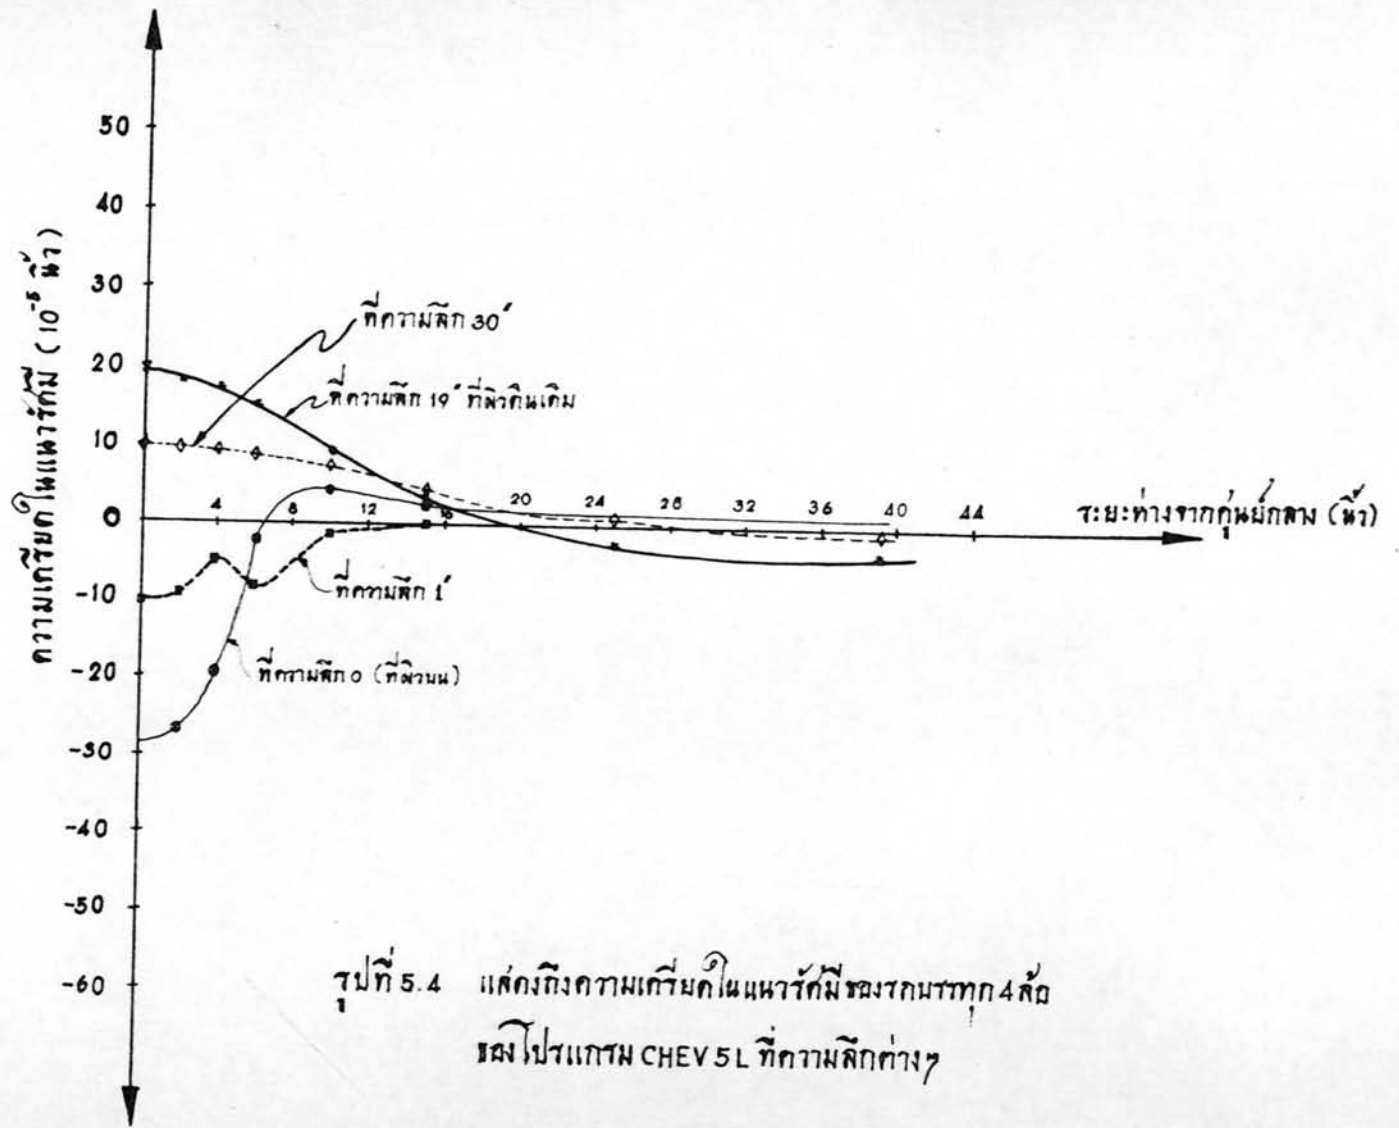 50
40
30
20
10
0
-10
-20
-30
-40
-50
-60
ความเครียดในแนวรัศมี (10⁻⁵ นิ้ว)
ที่ความลึก 30"
ที่ความลึก 19" ที่ผิวดินเดิม
4 8 12 16 20 24 28 32 36 40 44
ระยะห่างจากศูนย์กลาง (นิ้ว)
ที่ความลึก 1"
ที่ความลึก 0 (ที่ผิวบน)
รูปที่ 5.4 แสดงถึงความเครียดในแนวรัศมีของรถบรรทุก 4 ล้อ
ของโปรแกรม CHEV 5L ที่ความลึกต่างๆ